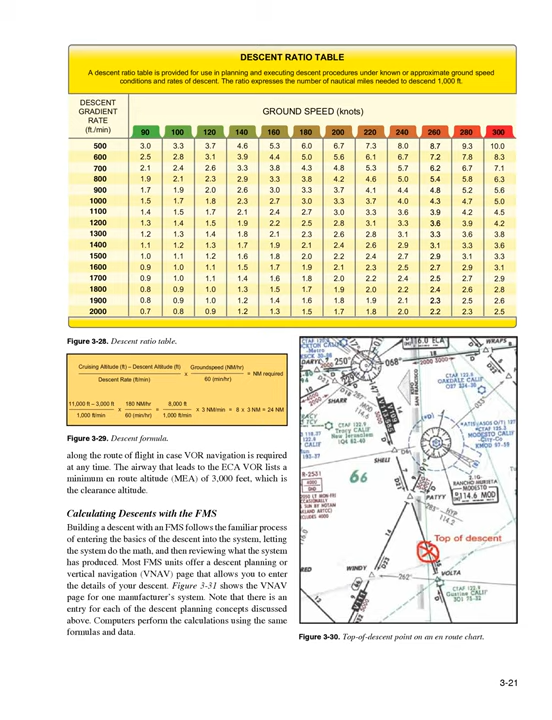 DESCENT RATIO TABLE
A descent ratio table is provided for use in planning and executing descent procedures under known or approximate ground speed
conditions and rates of descent. The ratio expresses the number of nautical miles needed to descend 1,000 ft.
DESCENT
GRADIENT
RATE
(ft./min)
GROUND SPEED (knots)
90 100 120 140 160 180 200 220 240 260 280 300
500 3.0 3.3 3.7 4.6 5.3 6.0 6.7 7.3 8.0 8.7 9.3 10.0
600 2.5 2.8 3.1 3.9 4.4 5.0 5.6 6.1 6.7 7.2 7.8 8.3
700 2.1 2.4 2.6 3.3 3.8 4.3 4.8 5.3 5.7 6.2 6.7 7.1
800 1.9 2.1 2.3 2.9 3.3 3.8 4.2 4.6 5.0 5.4 5.8 6.3
900 1.7 1.9 2.0 2.6 3.0 3.3 3.7 4.1 4.4 4.8 5.2 5.6
1000 1.5 1.7 1.8 2.3 2.7 3.0 3.3 3.7 4.0 4.3 4.7 5.0
1100 1.4 1.5 1.7 2.1 2.4 2.7 3.0 3.3 3.6 3.9 4.2 4.5
1200 1.3 1.4 1.5 1.9 2.2 2.5 2.8 3.1 3.3 3.6 3.9 4.2
1300 1.2 1.3 1.4 1.8 2.1 2.3 2.6 2.8 3.1 3.3 3.6 3.8
1400 1.1 1.2 1.3 1.7 1.9 2.1 2.4 2.6 2.9 3.1 3.3 3.6
1500 1.0 1.1 1.2 1.6 1.8 2.0 2.2 2.4 2.7 2.9 3.1 3.3
1600 0.9 1.0 1.1 1.5 1.7 1.9 2.1 2.3 2.5 2.7 2.9 3.1
1700 0.9 1.0 1.1 1.4 1.6 1.8 2.0 2.2 2.4 2.5 2.7 2.9
1800 0.8 0.9 1.0 1.3 1.5 1.7 1.9 2.0 2.2 2.4 2.6 2.8
1900 0.8 0.9 1.0 1.2 1.4 1.6 1.8 1.9 2.1 2.3 2.5 2.6
2000 0.7 0.8 0.9 1.2 1.3 1.5 1.7 1.8 2.0 2.2 2.3 2.5
Figure 3-28. Descent ratio table.
Cruising Altitude (ft) – Descent Altitude (ft) Groundspeed (NM/hr)
x = NM required
Descent Rate (ft/min) 60 (min/hr)
11,000 ft – 3,000 ft 180 NM/hr 8,000 ft
x = x 3 NM/min = 8 x 3 NM = 24 NM
1,000 ft/min 60 (min/hr) 1,000 ft/min
Figure 3-29. Descent formula.
along the route of flight in case VOR navigation is required
at any time. The airway that leads to the ECA VOR lists a
minimum en route altitude (MEA) of 3,000 feet, which is
the clearance altitude.
Calculating Descents with the FMS
Building a descent with an FMS follows the familiar process
of entering the basics of the descent into the system, letting
the system do the math, and then reviewing what the system
has produced. Most FMS units offer a descent planning or
vertical navigation (VNAV) page that allows you to enter
the details of your descent. Figure 3-31 shows the VNAV
page for one manufacturer's system. Note that there is an
entry for each of the descent planning concepts discussed
above. Computers perform the calculations using the same
formulas and data.
116.0 ECA
WRAPS
250°
068°
SHARR
CTAF 122.9
Tracy CALIF
New Jerusalem
SHELL
66
R-2531
PATTY
RANCHO MURIETTA
MODESTO
114.6 MOD
HYP
114.2
Top of descent
WINDY
262°
VOLTA
RED
Figure 3-30. Top-of-descent point on an en route chart.
3-21